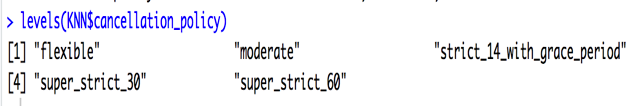 > levels(KNN$cancellation_policy)
[1] "flexible" "moderate" "strict_14_with_grace_period"
[4] "super_strict_30" "super_strict_60"